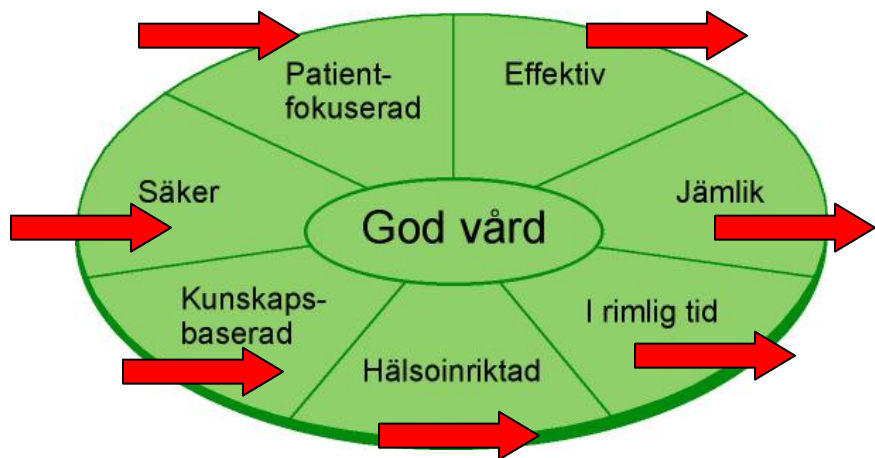 Patient-
fokuserad
Effektiv
Säker
Jämlik
God vård
Kunskaps-
baserad
I rimlig tid
Hälsoinriktad